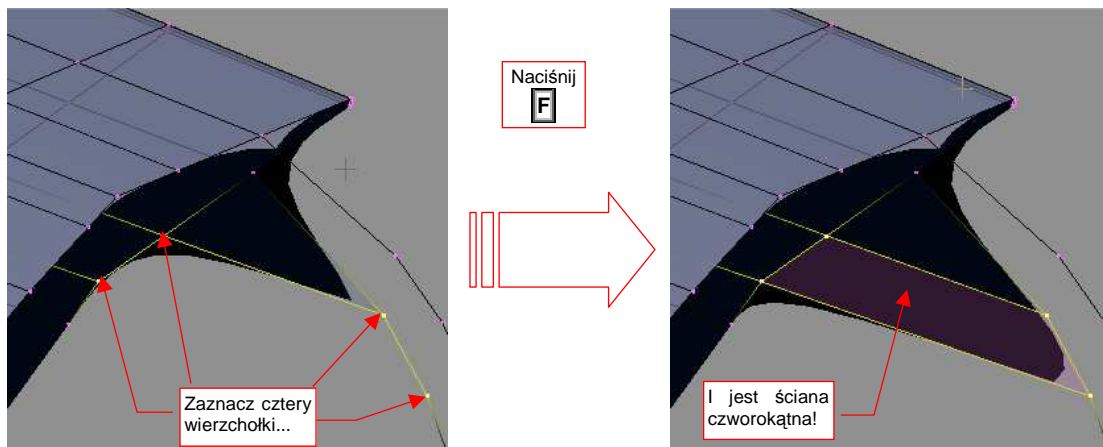 Naciśnij
F
Zaznacz cztery
wierzchołki...
I jest ściana
czworokątna!